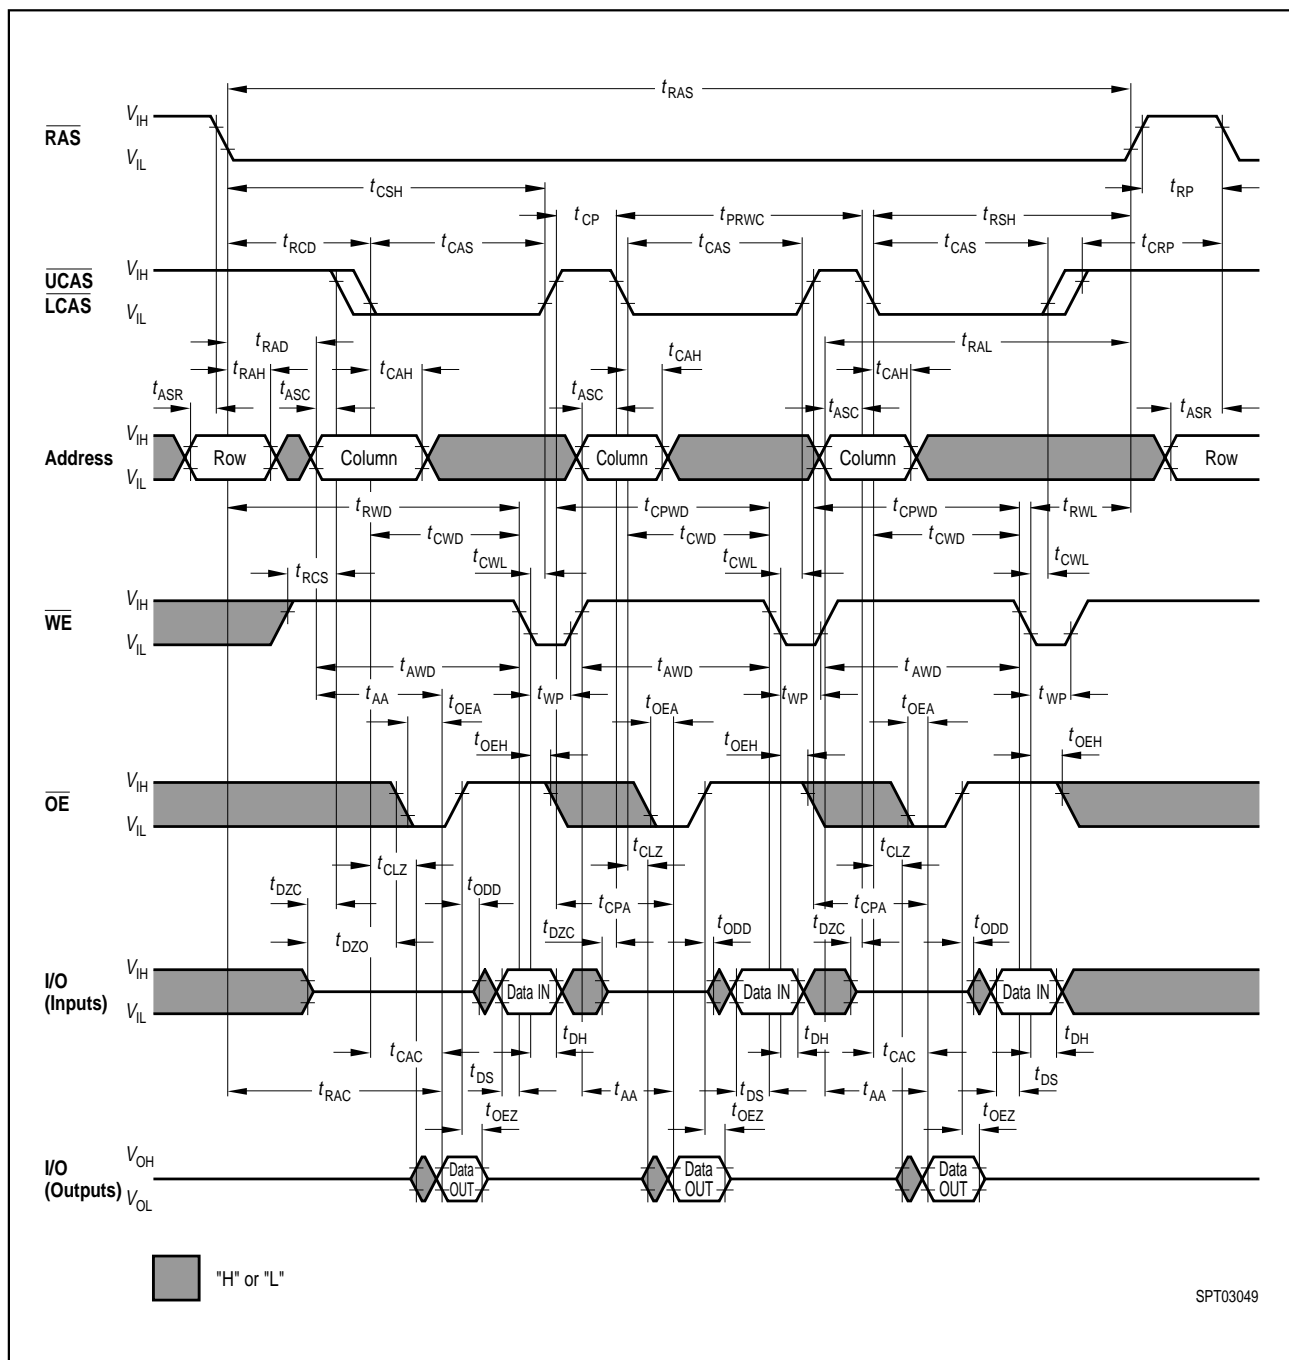 tRAS
RAS VIH
VIL
tCSH tRP
tCP tPRWC tRSH
tRCD tCAS tCAS tCAS tCRP
UCAS VIH
LCAS VIL
tRAD tRAL
tRAH tCAH tCAH tCAH
tASR tASC tASC tASC tASR
Address VIH Row Column Column Column Row
VIL
tRWD tCPWD tCPWD tRWL
tCWD tCWD tCWD
tCWL tCWL tCWL
tRCS
WE VIH
VIL
tAWD tAWD tAWD
tAA tWP tWP tWP
tOEA tOEA tOEA
tOEH tOEH tOEH
OE VIH
VIL
tCLZ tCLZ tCLZ
tDZC tODD tCPA tCPA
tDZO tDZC tODD tDZC tODD
I/O VIH Data IN Data IN Data IN
(Inputs) VIL
tDH tDH tDH
tCAC tCAC
tDS tDS tDS
tRAC tAA tAA
tOEZ tOEZ tOEZ
I/O VOH Data OUT Data OUT Data OUT
(Outputs) VOL
"H" or "L"
SPT03049